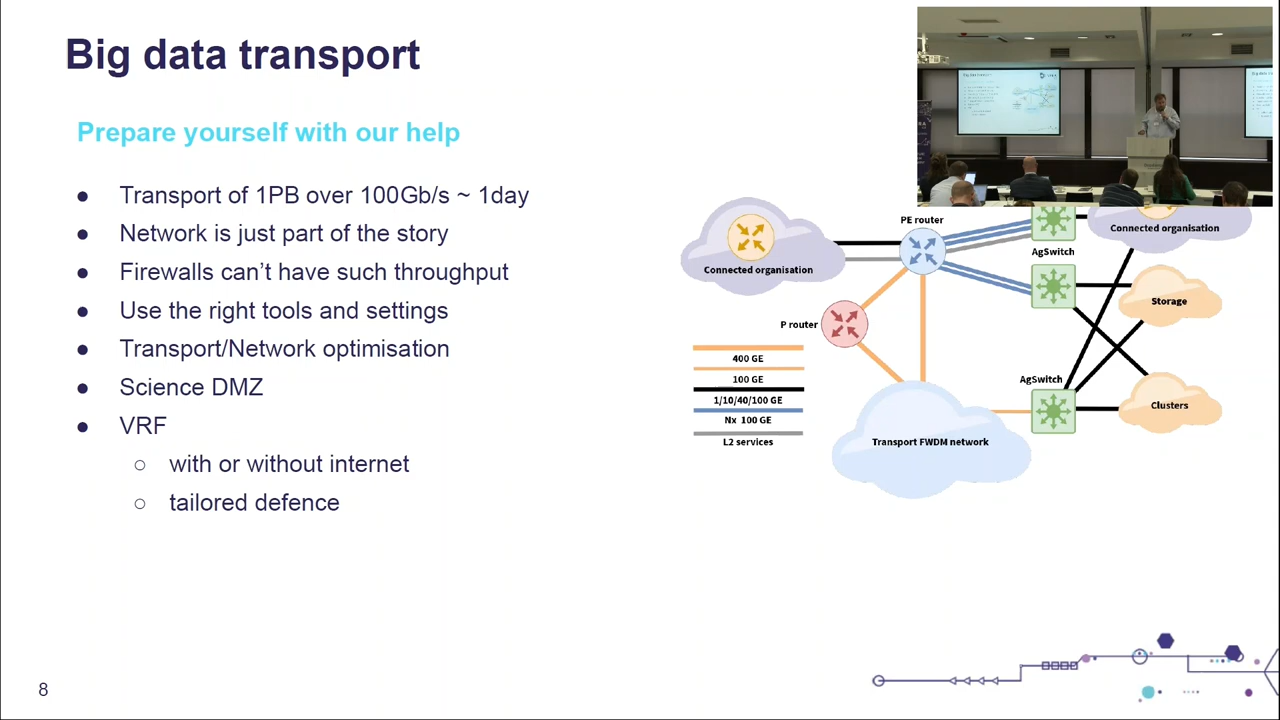 Big data transport
Prepare yourself with our help
● Transport of 1PB over 100Gb/s ~ 1day
● Network is just part of the story
● Firewalls can’t have such throughput
● Use the right tools and settings
● Transport/Network optimisation
● Science DMZ
● VRF
○ with or without internet
○ tailored defence
PE router
Connected organisation
Connected organisation
AgSwitch
Storage
P router
400 GE
100 GE
1/10/40/100 GE
Nx 100 GE
L2 services
AgSwitch
Clusters
Transport FWDM network
8